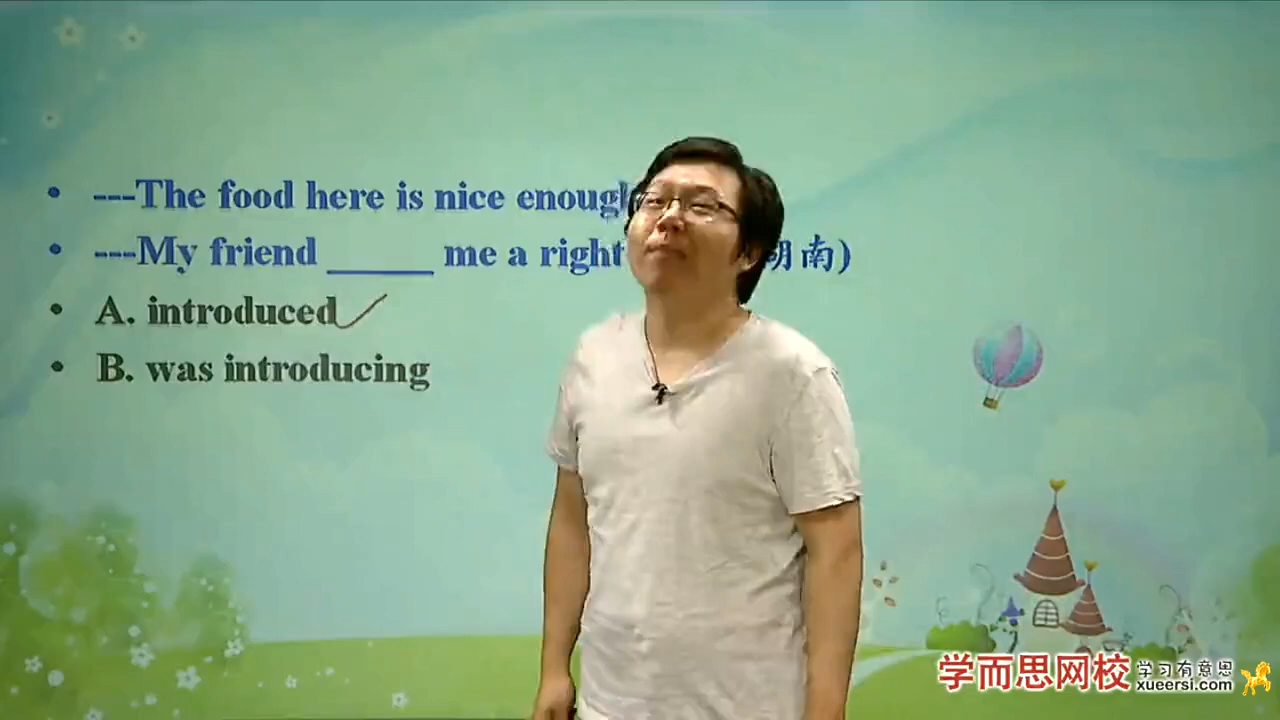 • ---The food here is nice enough
• ---My friend _____ me a right 南)
• A. introduced
• B. was introducing
学而思网校 学习有意思
xueersi.com